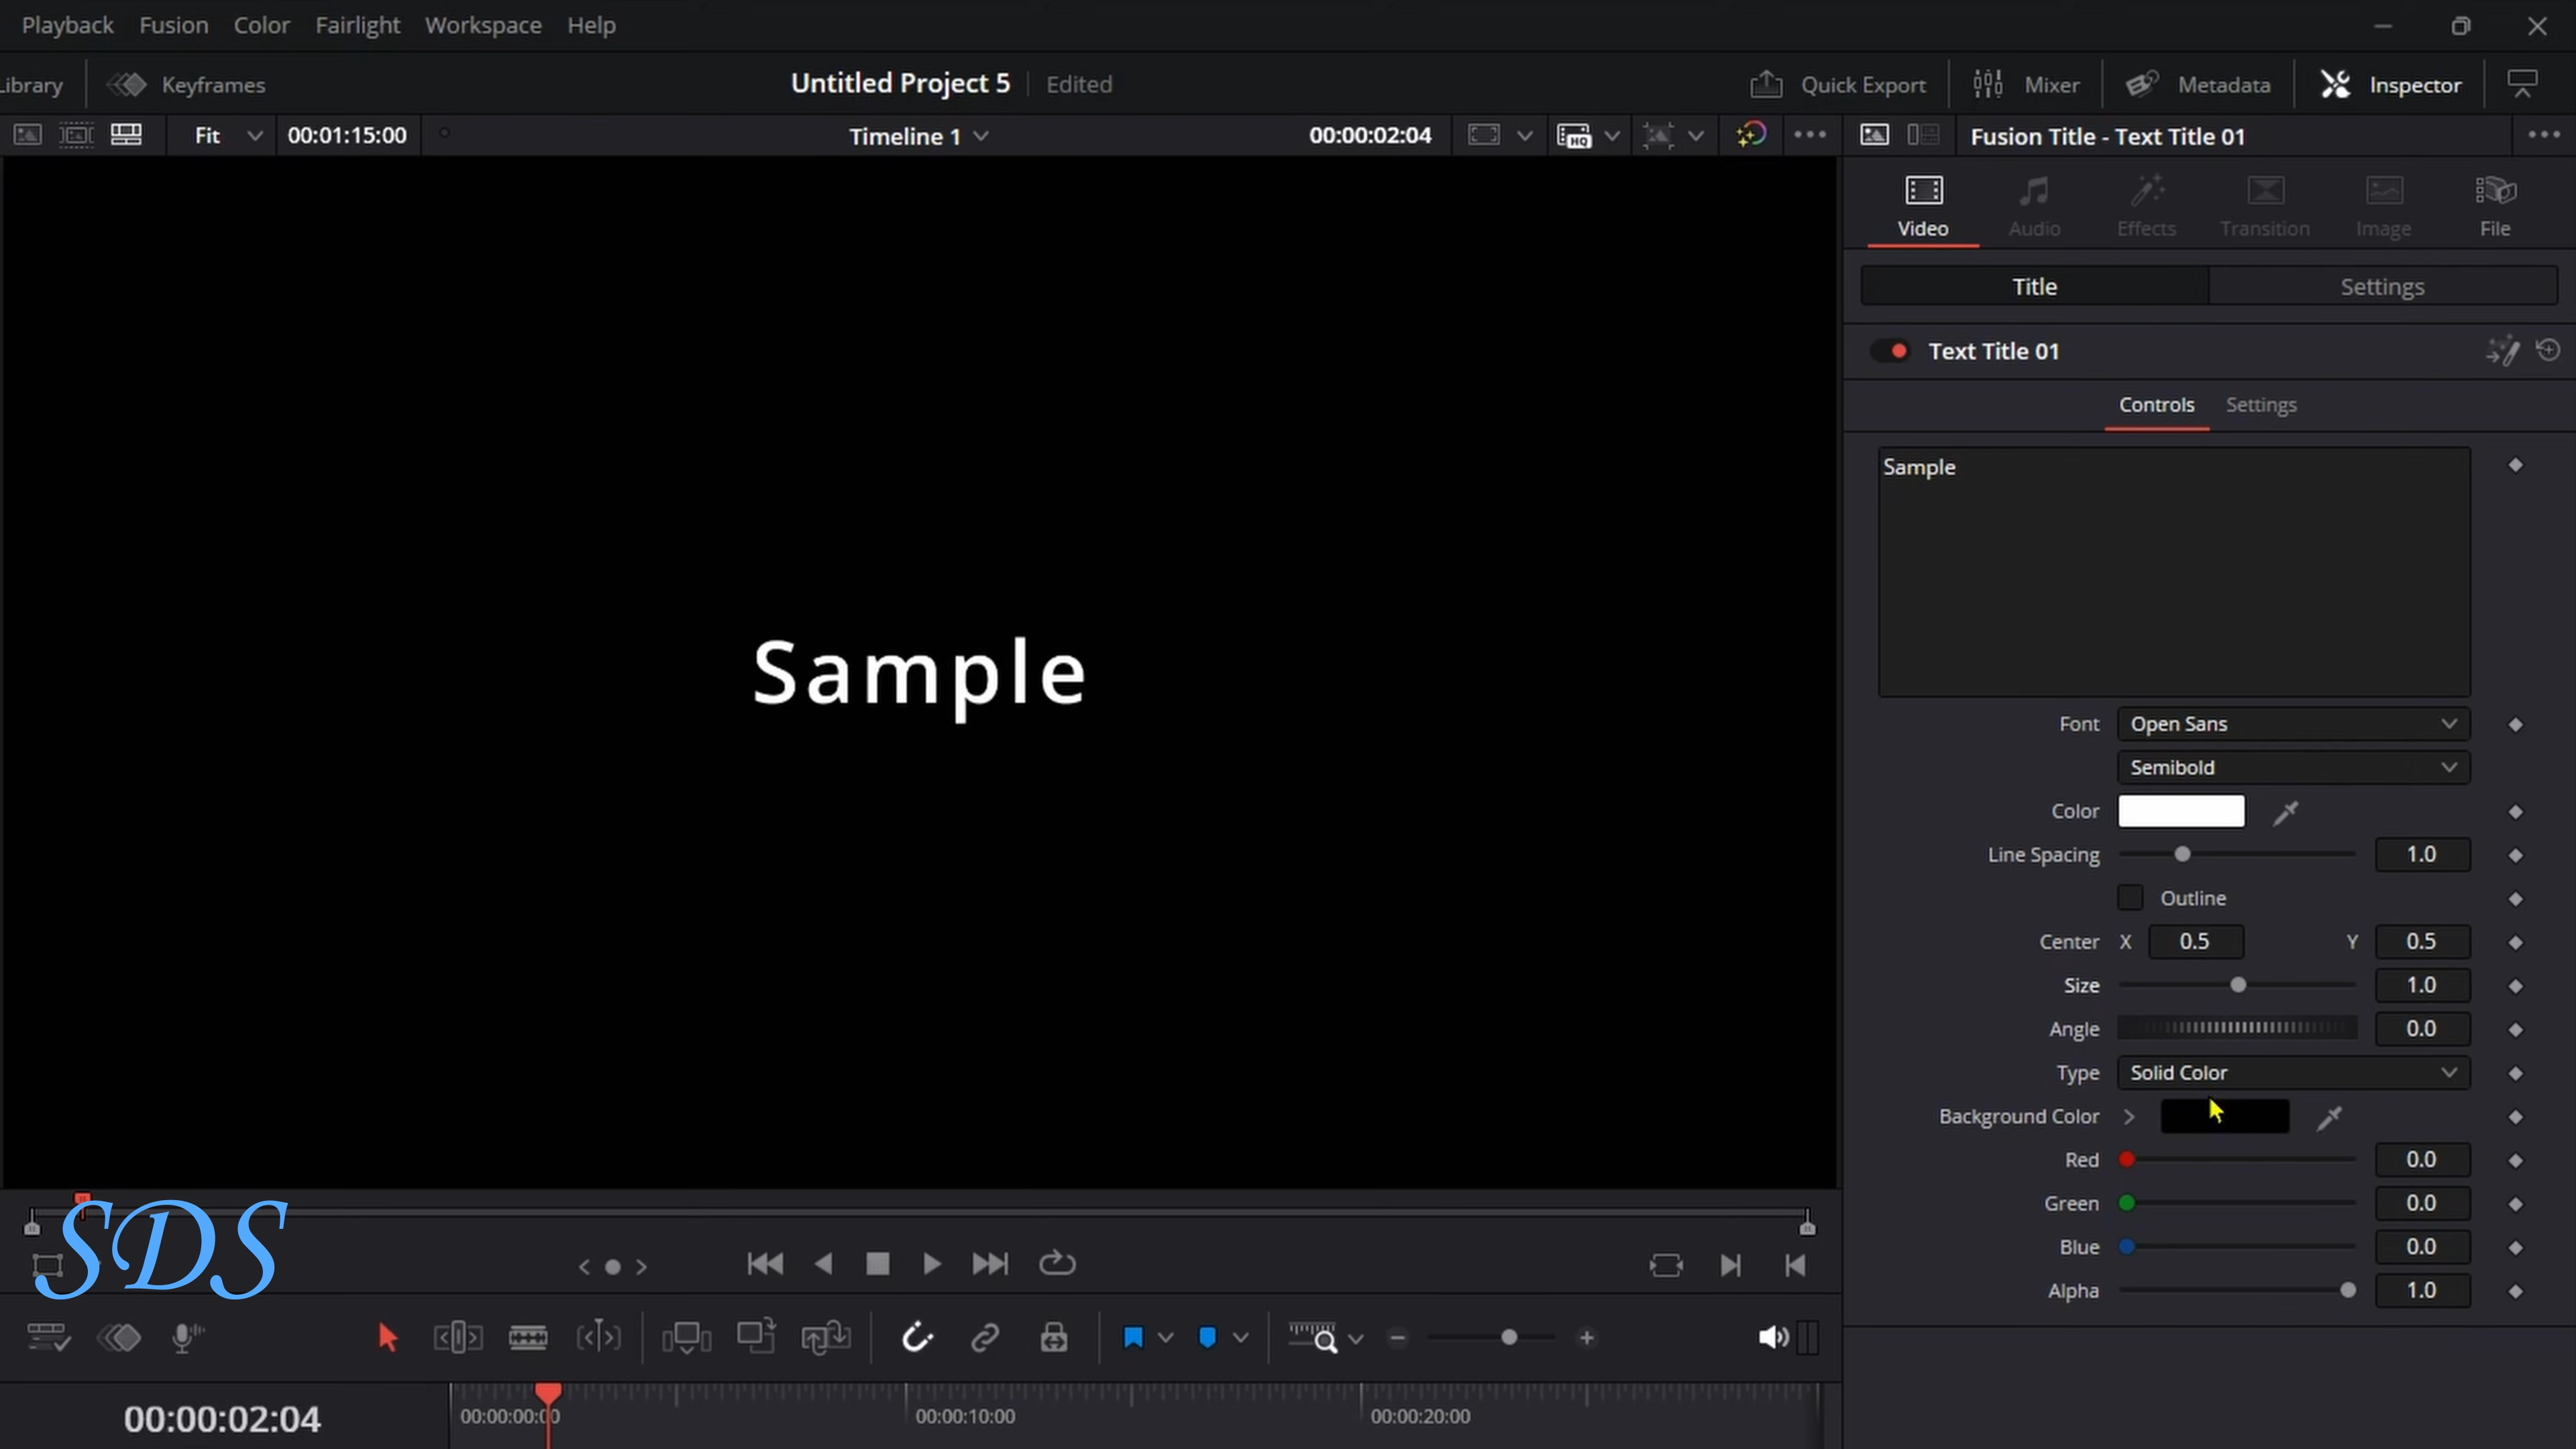 Playback Fusion Color Fairlight Workspace Help
Library Keyframes Untitled Project 5 Edited Quick Export Mixer Metadata Inspector
Fit 00:01:15:00 Timeline 1 00:00:02:04 HQ Fusion Title - Text Title 01
Video Audio Effects Transition Image File
Title Settings
Text Title 01
Controls Settings
Sample
Sample
Font Open Sans
Semibold
Color
Line Spacing 1.0
Outline
Center X 0.5 Y 0.5
Size 1.0
Angle 0.0
Type Solid Color
Background Color
Red 0.0
Green 0.0
Blue 0.0
Alpha 1.0
SDS
00:00:02:04 00:00:00:00 00:00:10:00 00:00:20:00